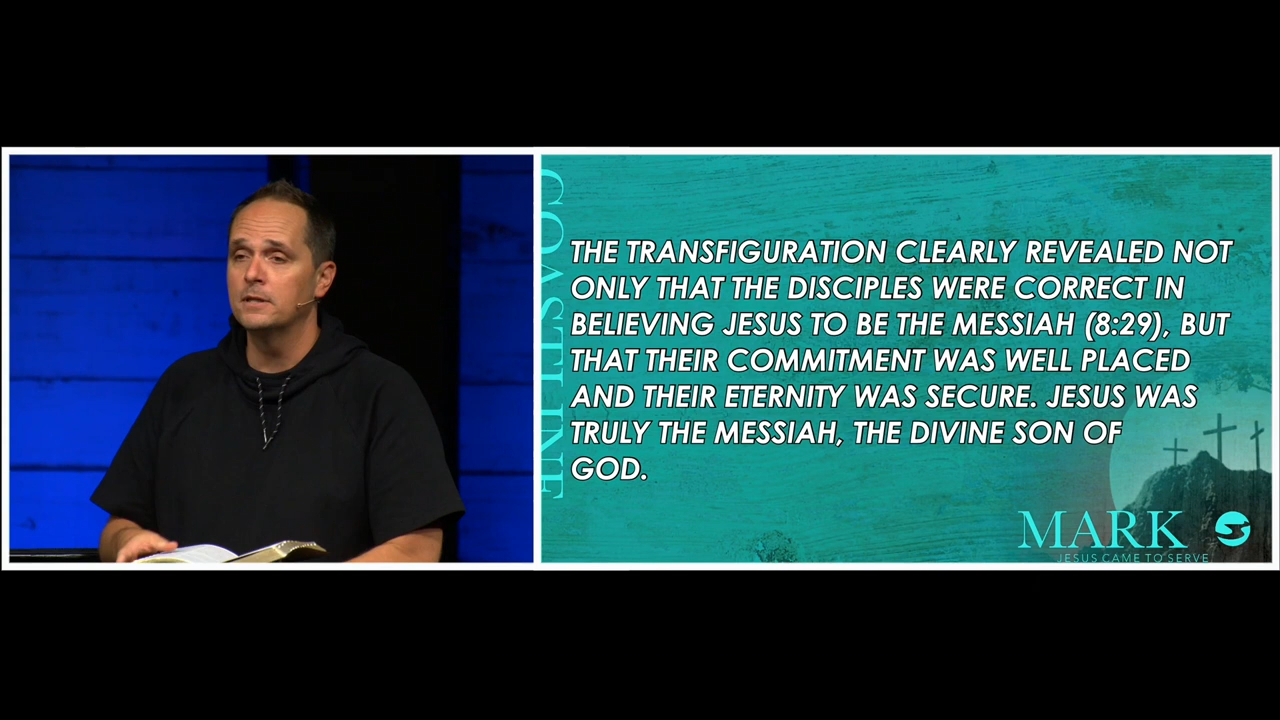 COASTLINE
THE TRANSFIGURATION CLEARLY REVEALED NOT
ONLY THAT THE DISCIPLES WERE CORRECT IN
BELIEVING JESUS TO BE THE MESSIAH (8:29), BUT
THAT THEIR COMMITMENT WAS WELL PLACED
AND THEIR ETERNITY WAS SECURE. JESUS WAS
TRULY THE MESSIAH, THE DIVINE SON OF
GOD.
MARK
JESUS CAME TO SERVE